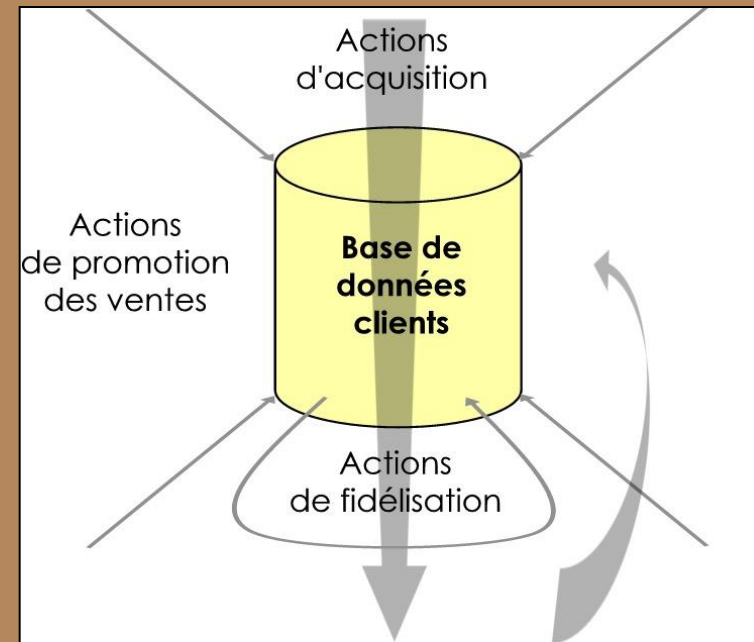 Actions
d'acquisition
Actions
de promotion
des ventes
Base de
données
clients
Actions
de fidélisation